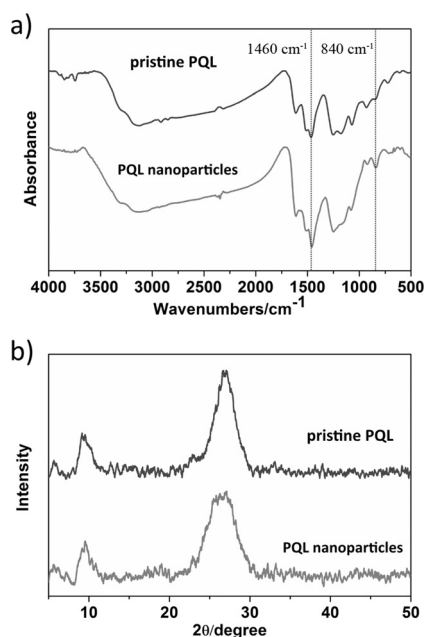 a)
1460 cm-1 840 cm-1
pristine PQL
PQL nanoparticles
Absorbance
4000 3500 3000 2500 2000 1500 1000 500
Wavenumbers/cm-1
b)
pristine PQL
PQL nanoparticles
Intensity
10 20 30 40 50
2θ/degree